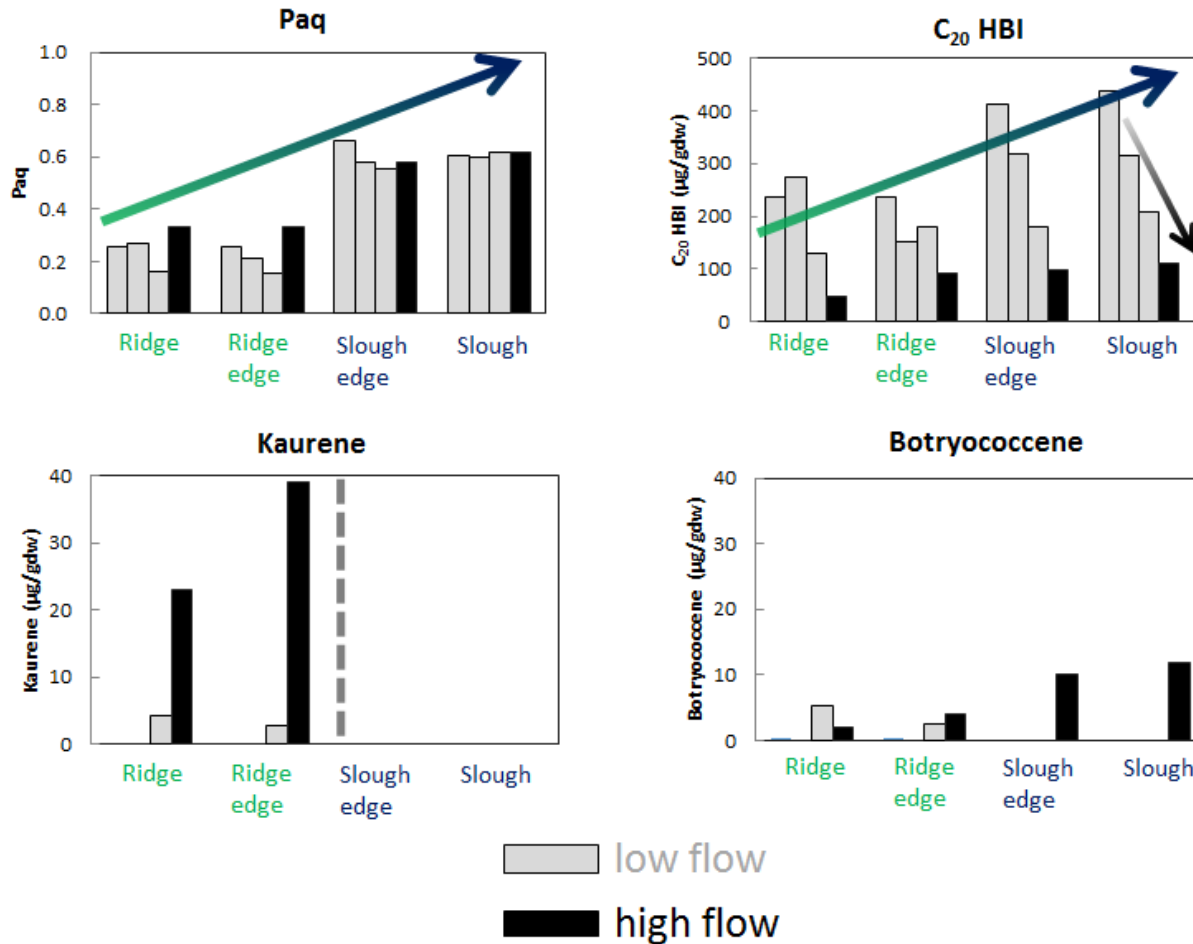 Paq
1.0
0.8
0.6
0.4
0.2
0.0
Paq
Ridge
Ridge
edge
Slough
edge
Slough
C₂₀ HBI
500
400
300
200
100
0
C₂₀ HBI (µg/gdw)
Ridge
Ridge
edge
Slough
edge
Slough
Kaurene
40
30
20
10
0
Kaurene (µg/gdw)
Ridge
Ridge
edge
Slough
edge
Slough
Botryococcene
40
30
20
10
0
Botryococcene (µg/gdw)
Ridge
Ridge
edge
Slough
edge
Slough
low flow
high flow